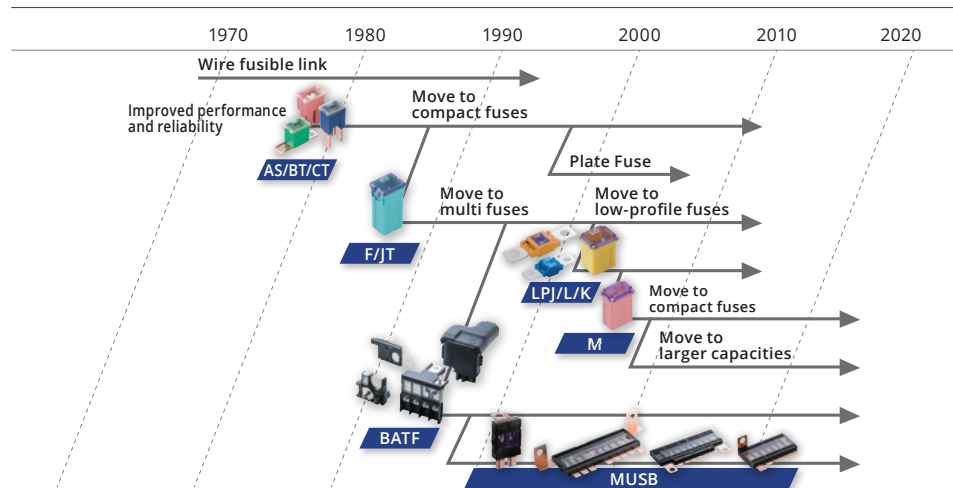 1970 1980 1990 2000 2010 2020
Wire fusible link
Improved performance
and reliability
Move to
compact fuses
AS/BT/CT
Plate Fuse
Move to
multi fuses
Move to
low-profile fuses
F/JT
LPJ/L/K
Move to
compact fuses
M
Move to
larger capacities
BATF
MUSB